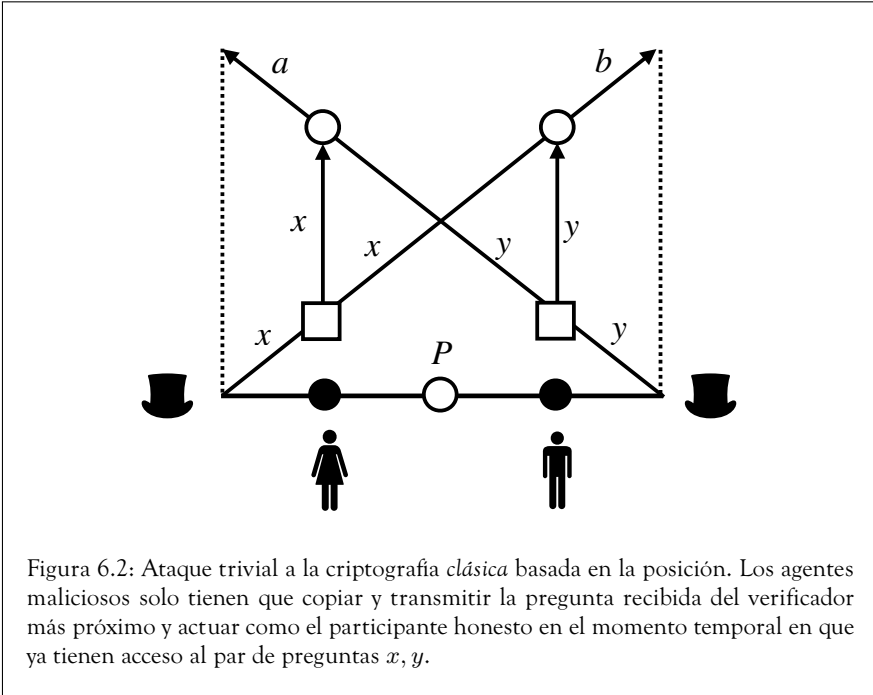 a b
x x y y
x P y
Figura 6.2: Ataque trivial a la criptografía clásica basada en la posición. Los agentes
maliciosos solo tienen que copiar y transmitir la pregunta recibida del verificador
más próximo y actuar como el participante honesto en el momento temporal en que
ya tienen acceso al par de preguntas x, y.